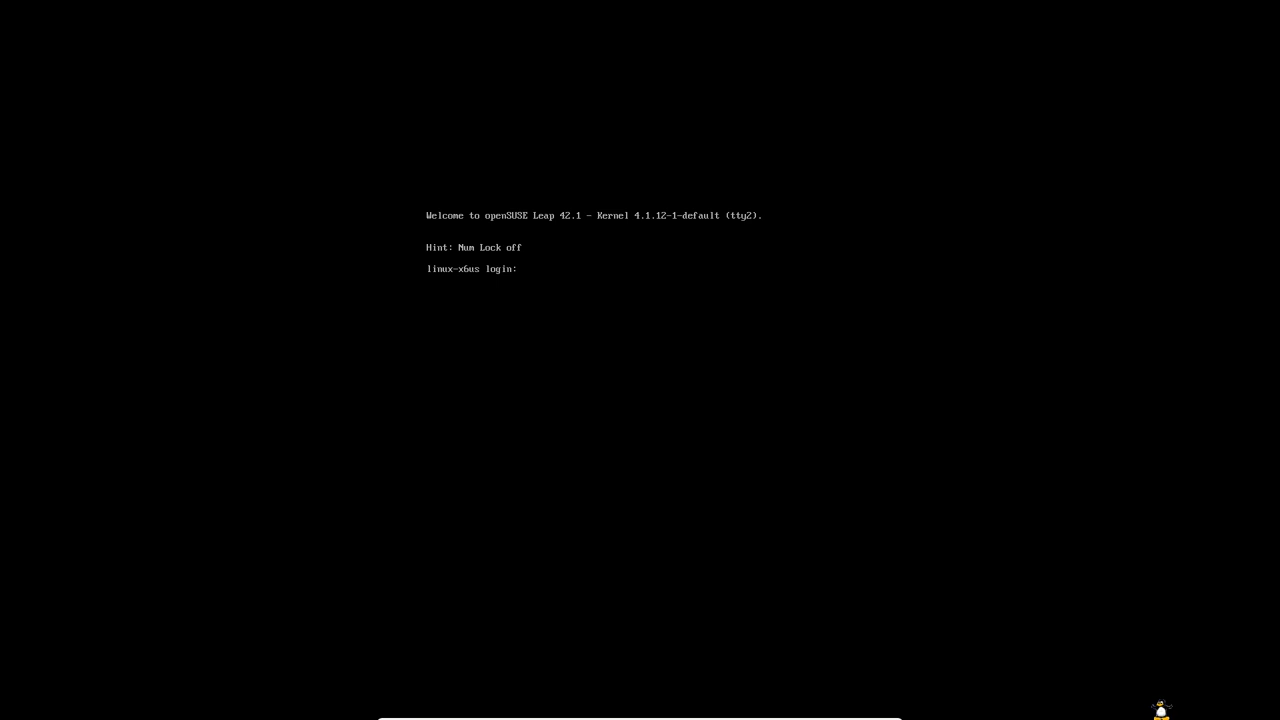 Welcome to openSUSE Leap 42.1 - Kernel 4.1.12-1-default (tty2).
Hint: Num Lock off
linux-x6us login: